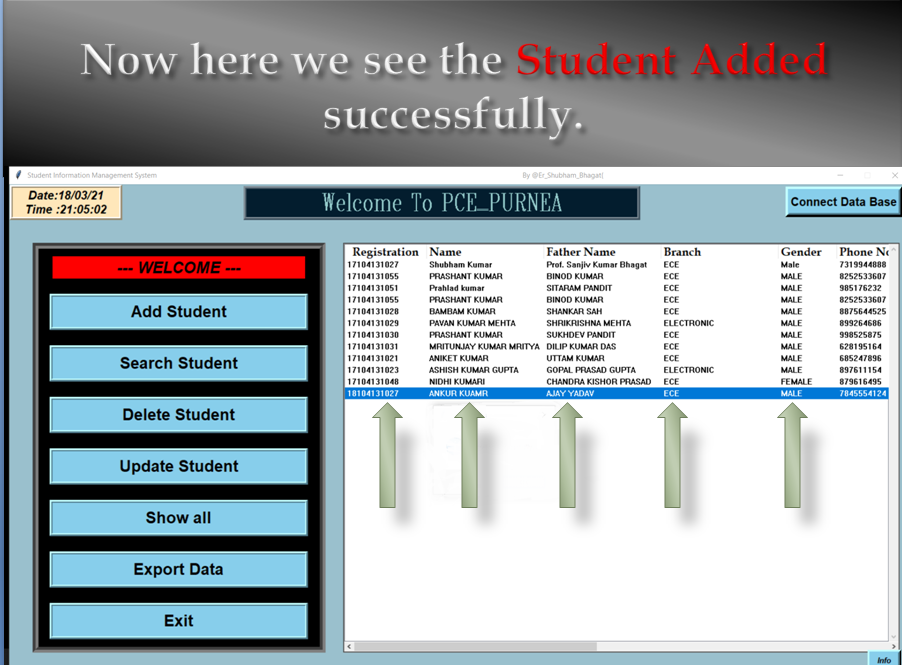 Now here we see the Student Added
successfully.
Student Information Management System By @Er_Shubham_Bhagat(
Date:18/03/21
Time :21:05:02
Welcome To PCE_PURNEA
Connect Data Base
--- WELCOME ---
Add Student
Search Student
Delete Student
Update Student
Show all
Export Data
Exit
Registration Name Father Name Branch Gender Phone No
17104131027 Shubham Kumar Prof. Sanjiv Kumar Bhagat ECE Male 7319944888
17104131055 PRASHANT KUMAR BINOD KUMAR ECE MALE 8252533607
17104131051 Prahlad kumar SITARAM PANDIT ECE MALE 985176232
17104131055 PRASHANT KUMAR BINOD KUMAR ECE MALE 8252533607
17104131028 BAMBAM KUMAR SHANKAR SAH ECE MALE 8875644525
17104131029 PAVAN KUMAR MEHTA SHRIKRISHNA MEHTA ELECTRONIC MALE 899264686
17104131030 PRASHANT KUMAR SUKHDEV PANDIT ECE MALE 998525875
17104131031 MRITUNJAY KUMAR MRITYA DILIP KUMAR DAS ECE MALE 628195164
17104131021 ANIKET KUMAR UTTAM KUMAR ECE MALE 685247896
17104131023 ASHISH KUMAR GUPTA GOPAL PRASAD GUPTA ELECTRONIC MALE 897611154
17104131048 NIDHI KUMARI CHANDRA KISHOR PRASAD ECE FEMALE 879616495
18104131027 ANKUR KUAMR AJAY YADAV ECE MALE 7845554124
Info